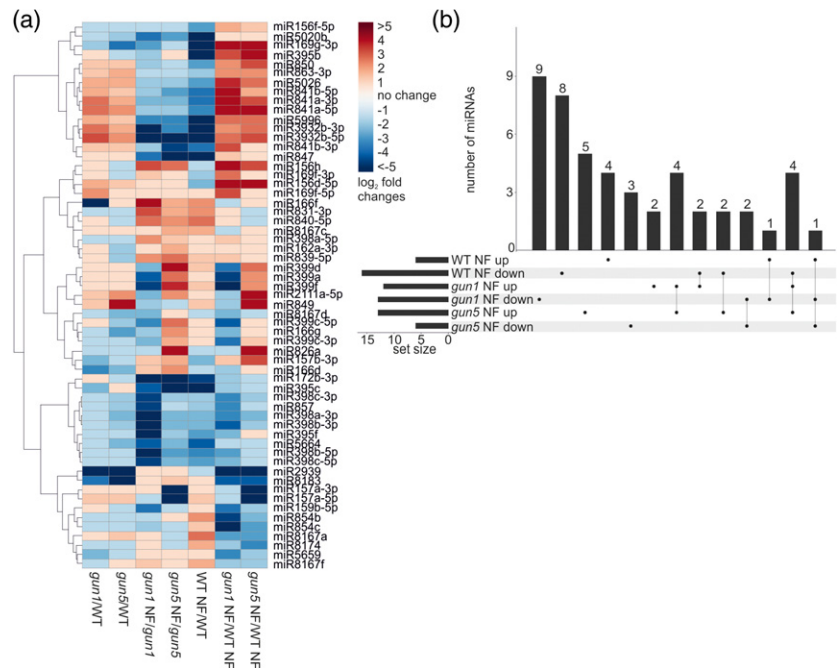 (a)
miR156f-5p
miR5020b
miR169g-3p
miR395b
miR850
miR863-3p
miR5026
miR841b-5p
miR841a-3p
miR841a-5p
miR5996
miR3932b-3p
miR3932b-5p
miR841b-3p
miR847
miR156h
miR169f-3p
miR156d-5p
miR169f-5p
miR166f
miR831-3p
miR840-5p
miR8167c
miR398a-5p
miR162a-3p
miR839-5p
miR399d
miR399a
miR399f
miR2111a-5p
miR849
miR8167d
miR399c-5p
miR166g
miR399c-3p
miR826a
miR157b-3p
miR166d
miR172b-3p
miR395c
miR398c-3p
miR857
miR398a-3p
miR398b-3p
miR395f
miR5664
miR398b-5p
miR398c-5p
miR2939
miR8183
miR157a-3p
miR157a-5p
miR159b-5p
miR854b
miR854c
miR8167a
miR8174
miR5659
miR8167f
gun1/WT
gun5/WT
gun1 NF/gun1
gun5 NF/gun5
WT NF/WT
gun1 NF/WT NF
gun5 NF/WT NF
>5
4
3
2
1
no change
-1
-2
-4
-5
<-5
log2 fold
changes
(b)
number of miRNAs
9
6
3
0
9 8 5 4 3 2 4 2 2 2 1 4 1
WT NF up
WT NF down
gun1 NF up
gun1 NF down
gun5 NF up
gun5 NF down
15 10 5 0
set size